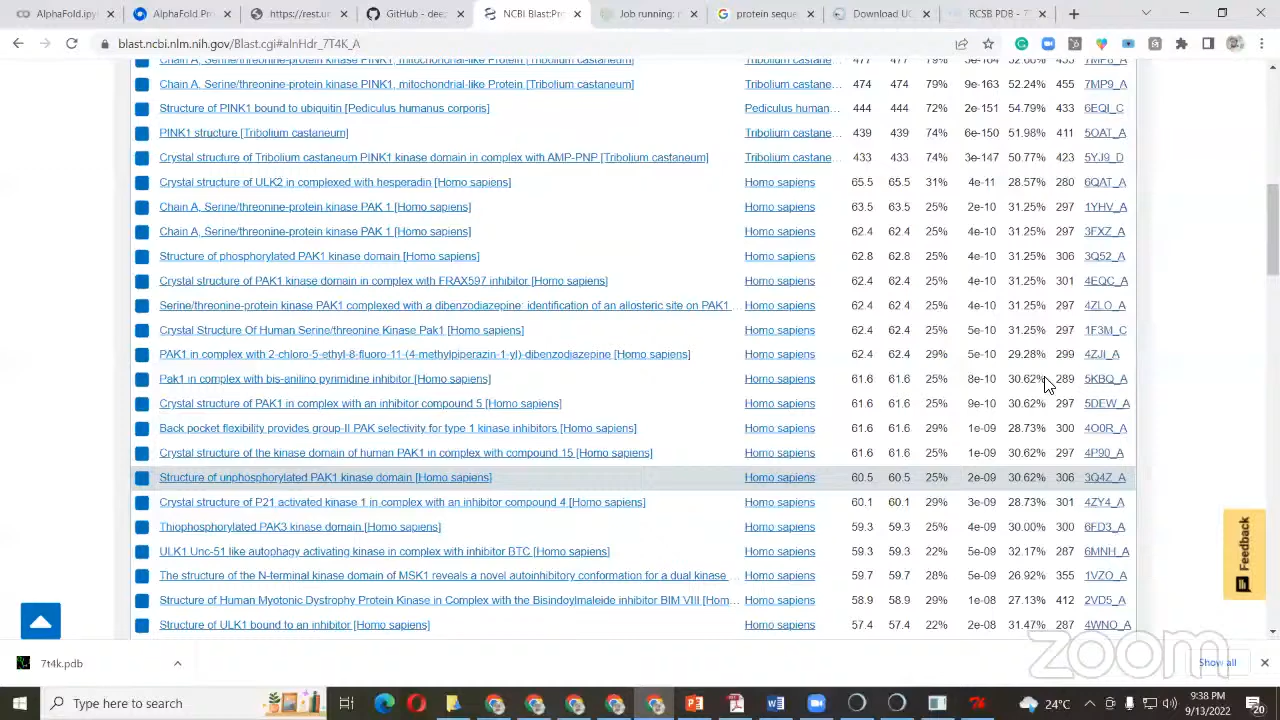 AlphaFold.ipynb
sokrypton
http://sokrypton
GitHub - sokrypton
NCBI Blast:protein
Job running:
protein sequ
Download U
RCSB PDB -
blast.ncbi.nlm.nih.gov/Blast.cgi#alnHdr_7T4K_A
Chain A, Serine/threonine-protein kinase PINK1, mitochondrial-like Protein [Tribolium castaneum] Tribolium castane... 477 477 79% 32.66% 455 7MP8_A
Chain A, Serine/threonine-protein kinase PINK1, mitochondrial-like Protein [Tribolium castaneum] Tribolium castane... 474 474 79% 9e-163 52.24% 455 7MP9_A
Structure of PINK1 bound to ubiquitin [Pediculus humanus corporis] Pediculus human... 444 444 72% 2e-151 54.79% 433 6EQI_C
PINK1 structure [Tribolium castaneum] Tribolium castane... 439 439 74% 6e-150 51.98% 411 5OAT_A
Crystal structure of Tribolium castaneum PINK1 kinase domain in complex with AMP-PNP [Tribolium castaneum] Tribolium castane... 433 433 74% 3e-147 50.77% 423 5YJ9_D
Crystal structure of ULK2 in complexed with hesperadin [Homo sapiens] Homo sapiens 65.5 65.5 31% 4e-11 28.57% 280 6QAT_A
Chain A, Serine/threonine-protein kinase PAK 1 [Homo sapiens] Homo sapiens 63.5 63.5 25% 2e-10 31.25% 297 1YHV_A
Chain A, Serine/threonine-protein kinase PAK 1 [Homo sapiens] Homo sapiens 62.4 62.4 25% 4e-10 31.25% 297 3FXZ_A
Structure of phosphorylated PAK1 kinase domain [Homo sapiens] Homo sapiens 62.8 62.8 25% 4e-10 31.25% 306 3Q52_A
Crystal structure of PAK1 kinase domain in complex with FRAX597 inhibitor [Homo sapiens] Homo sapiens 62.4 62.4 25% 4e-10 31.25% 301 4EQC_A
Serine/threonine-protein kinase PAK1 complexed with a dibenzodiazepine: identification of an allosteric site on PAK1 ... Homo sapiens 62.4 62.4 25% 4e-10 31.25% 297 4ZLO_A
Crystal Structure Of Human Serine/threonine Kinase Pak1 [Homo sapiens] Homo sapiens 62.4 62.4 25% 5e-10 31.25% 297 1F3M_C
PAK1 in complex with 2-chloro-5-ethyl-8-fluoro-11-(4-methylpiperazin-1-yl)-dibenzodiazepine [Homo sapiens] Homo sapiens 62.4 62.4 29% 5e-10 29.28% 299 4ZJI_A
Pak1 in complex with bis-anilino pyrimidine inhibitor [Homo sapiens] Homo sapiens 61.6 61.6 25% 8e-10 30.62% 289 5KBQ_A
Crystal structure of PAK1 in complex with an inhibitor compound 5 [Homo sapiens] Homo sapiens 61.6 61.6 25% 9e-10 30.62% 297 5DEW_A
Back pocket flexibility provides group-II PAK selectivity for type 1 kinase inhibitors [Homo sapiens] Homo sapiens 61.6 61.6 29% 1e-09 28.73% 300 4O0R_A
Crystal structure of the kinase domain of human PAK1 in complex with compound 15 [Homo sapiens] Homo sapiens 61.6 61.6 25% 1e-09 30.62% 297 4P90_A
Structure of unphosphorylated PAK1 kinase domain [Homo sapiens] Homo sapiens 60.5 60.5 25% 2e-09 30.62% 306 3Q4Z_A
Crystal structure of P21 activated kinase 1 in complex with an inhibitor compound 4 [Homo sapiens] Homo sapiens 60.1 60.1 29% 3e-09 28.73% 301 4ZY4_A
Thiophosphorylated PAK3 kinase domain [Homo sapiens] Homo sapiens 59.3 59.3 25% 4e-09 30.00% 300 6FD3_A
ULK1 Unc-51 like autophagy activating kinase in complex with inhibitor BTC [Homo sapiens] Homo sapiens 59.3 59.3 22% 5e-09 32.17% 287 6MNH_A
The structure of the N-terminal kinase domain of MSK1 reveals a novel autoinhibitory conformation for a dual kinase ... Homo sapiens 59.7 59.7 28% 5e-09 26.92% 355 1VZO_A
Structure of Human Myotonic Dystrophy Protein Kinase in Complex with the Bisindoylmaleide inhibitor BIM VIII [Hom... Homo sapiens 58.9 58.9 29% 1e-08 27.13% 412 2VD5_A
Structure of ULK1 bound to an inhibitor [Homo sapiens] Homo sapiens 57.4 57.4 22% 2e-08 31.47% 287 4WNO_A
Feedback
7t4k.pdb
Show all
zoom
Type here to search
24°C
9:38 PM
9/13/2022
20